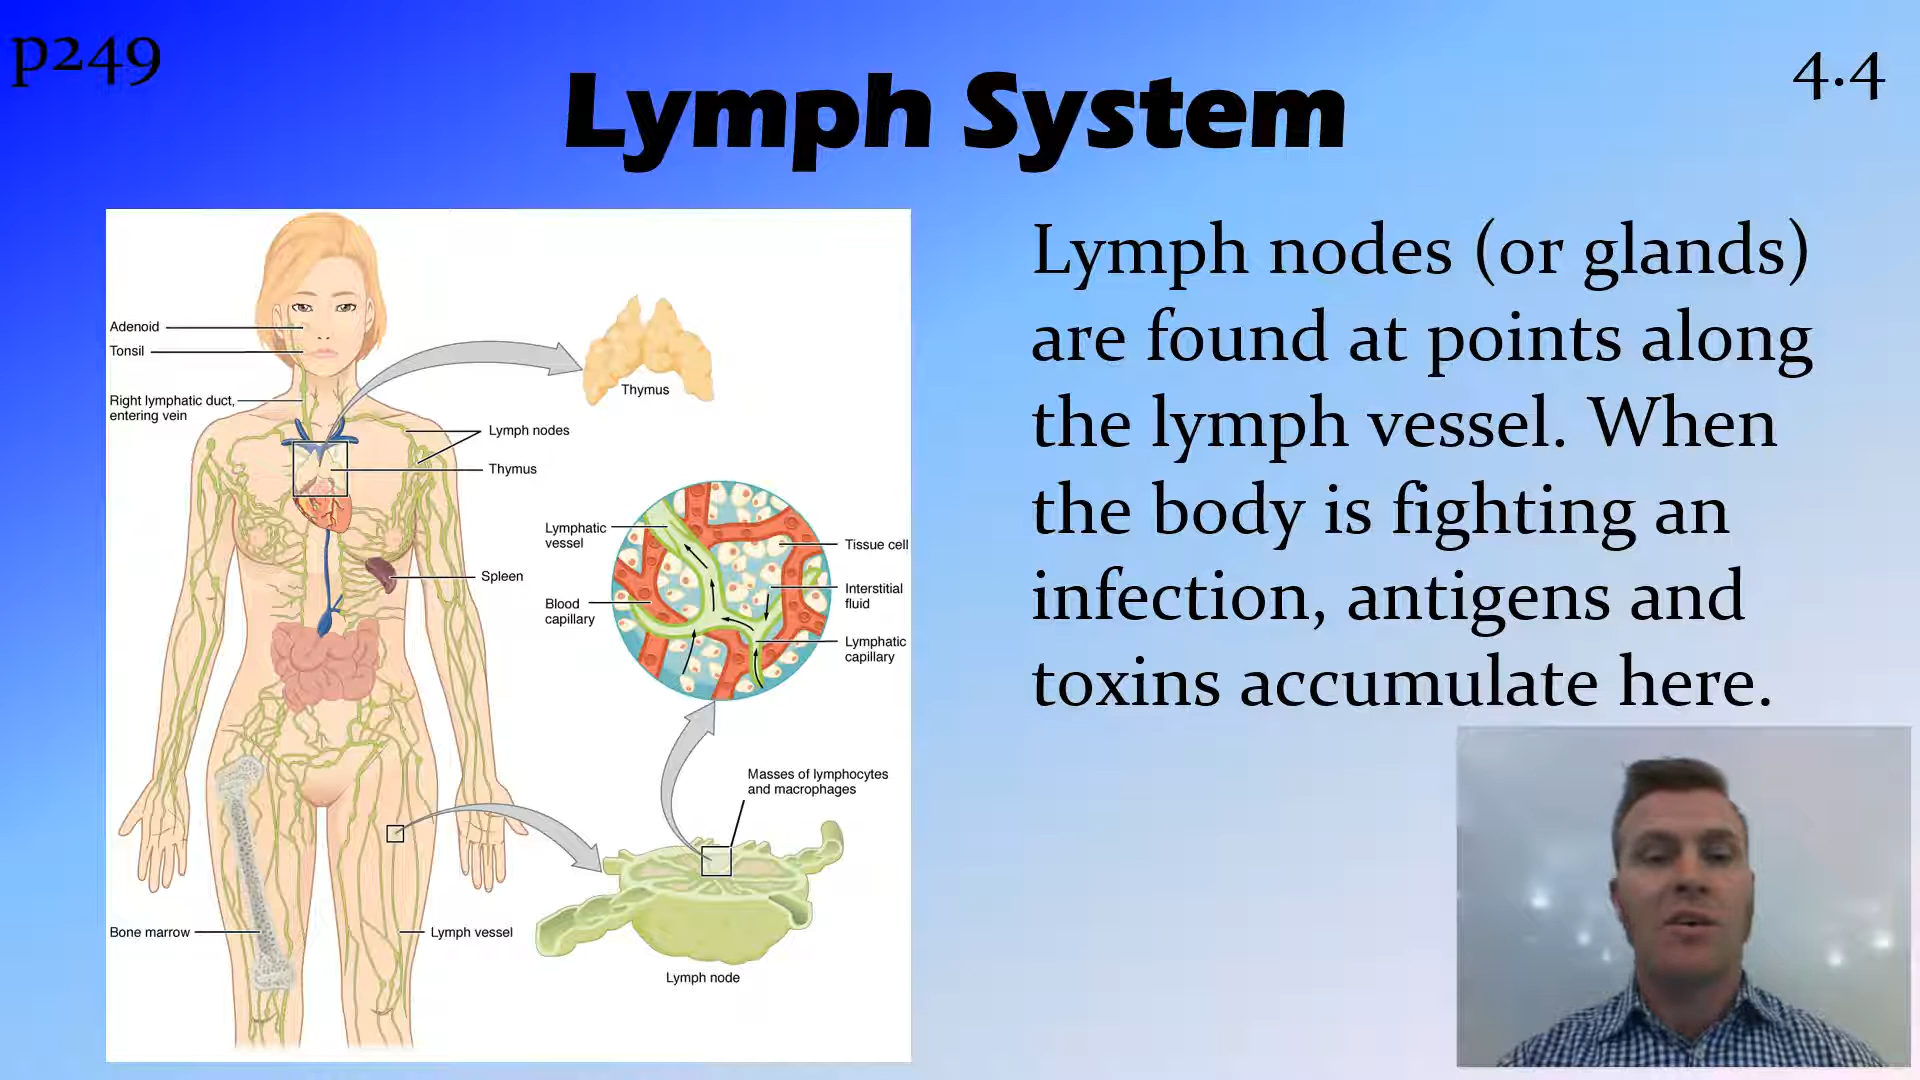 p249
4.4
Lymph System
Adenoid
Tonsil
Right lymphatic duct,
entering vein
Thymus
Lymph nodes
Thymus
Spleen
Lymphatic
vessel
Blood
capillary
Tissue cell
Interstitial
fluid
Lymphatic
capillary
Masses of lymphocytes
and macrophages
Bone marrow
Lymph vessel
Lymph node
Lymph nodes (or glands)
are found at points along
the lymph vessel. When
the body is fighting an
infection, antigens and
toxins accumulate here.